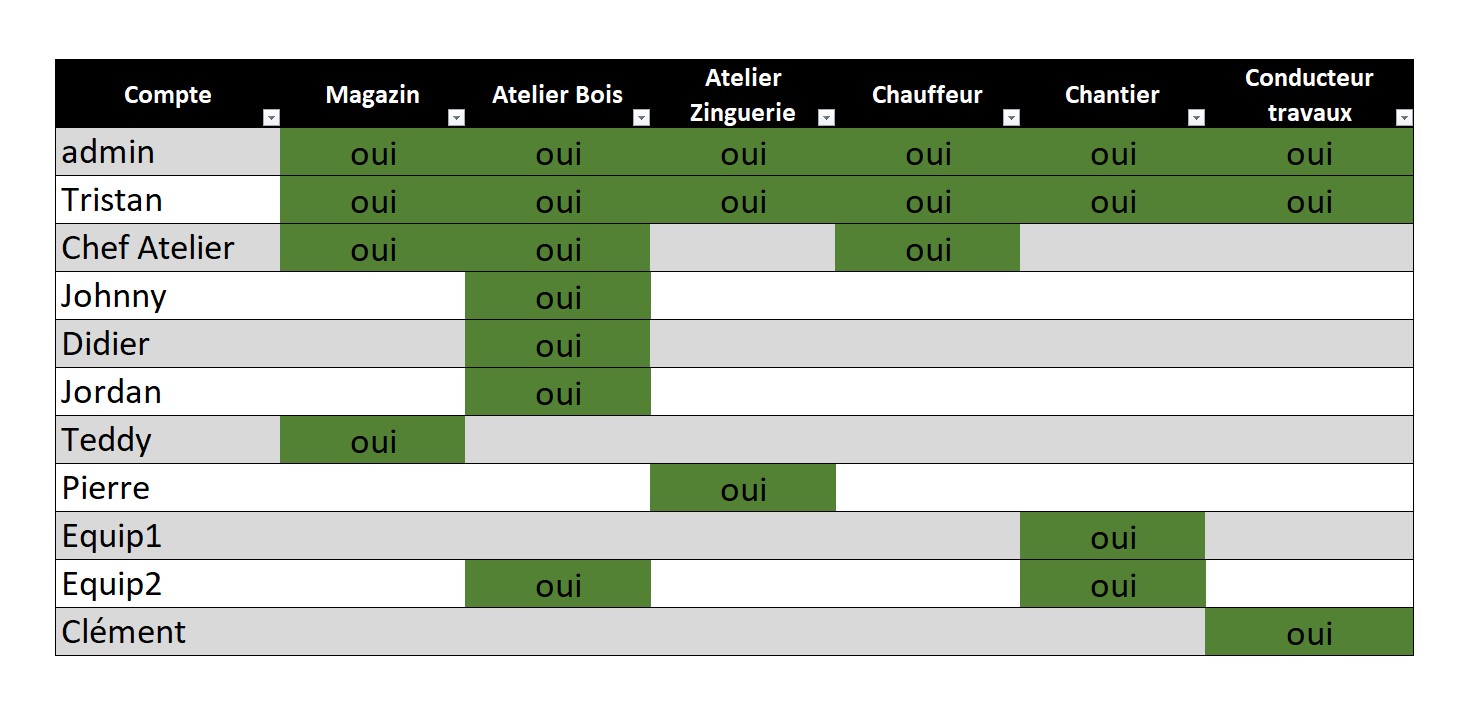 Compte Magazin Atelier Bois Atelier Zinguerie Chauffeur Chantier Conducteur travaux
admin oui oui oui oui oui oui
Tristan oui oui oui oui oui oui
Chef Atelier oui oui oui
Johnny oui
Didier oui
Jordan oui
Teddy oui
Pierre oui
Equip1 oui
Equip2 oui oui
Clément oui